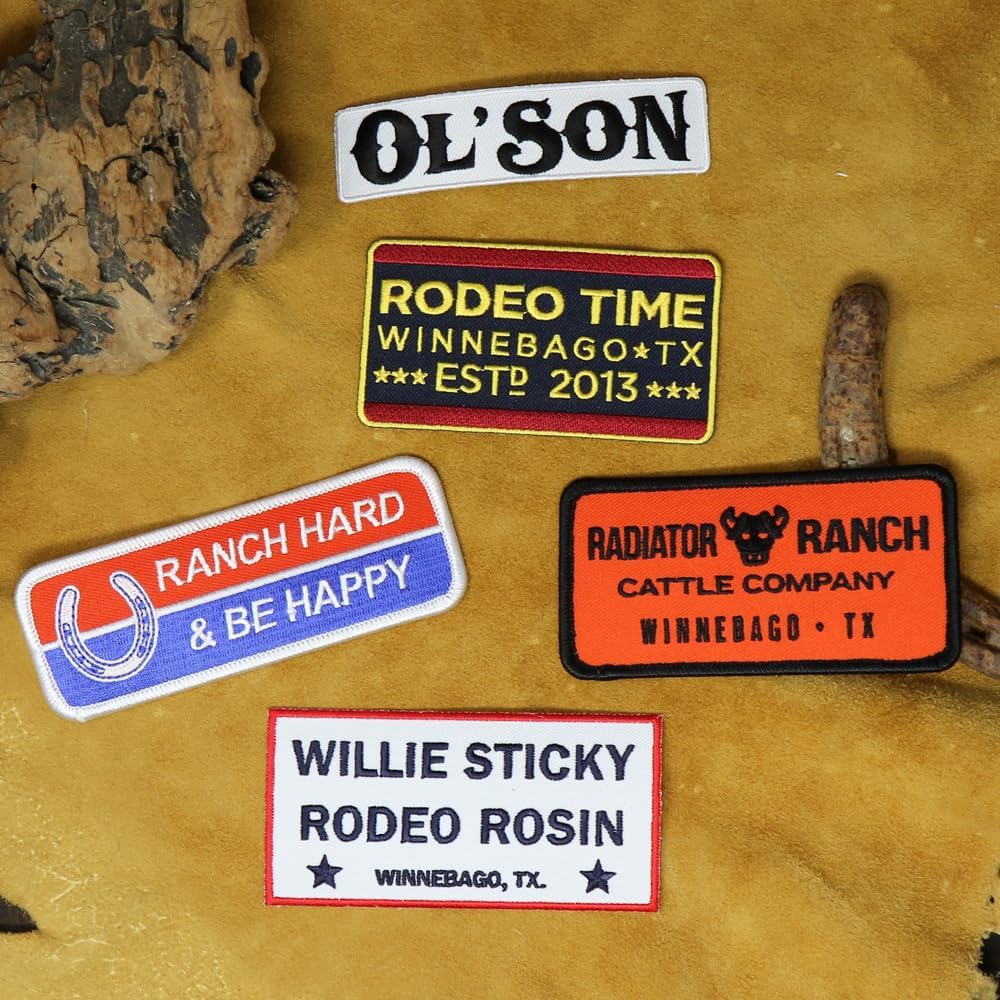 OL' SON
RODEO TIME
WINNEBAGO★TX
★★★ESTD 2013★★★
RANCH HARD
& BE HAPPY
RADIATOR RANCH
CATTLE COMPANY
WINNEBAGO • TX
WILLIE STICKY
RODEO ROSIN
★ WINNEBAGO, TX. ★